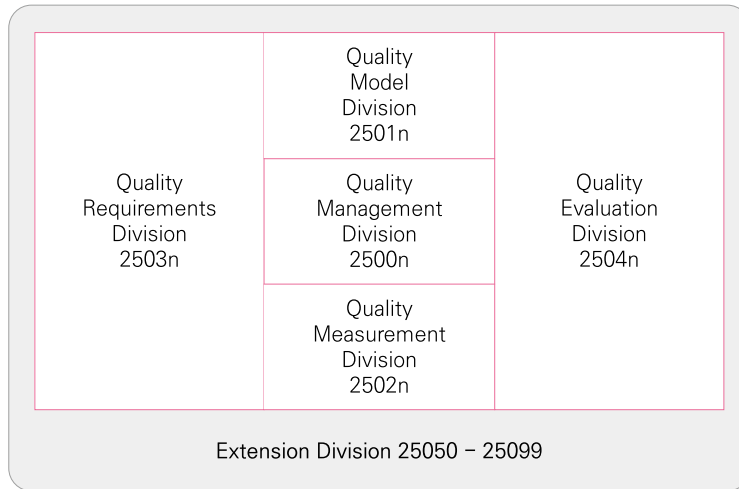 Quality
Requirements
Division
2503n
Quality
Model
Division
2501n
Quality
Management
Division
2500n
Quality
Measurement
Division
2502n
Quality
Evaluation
Division
2504n
Extension Division 25050 – 25099